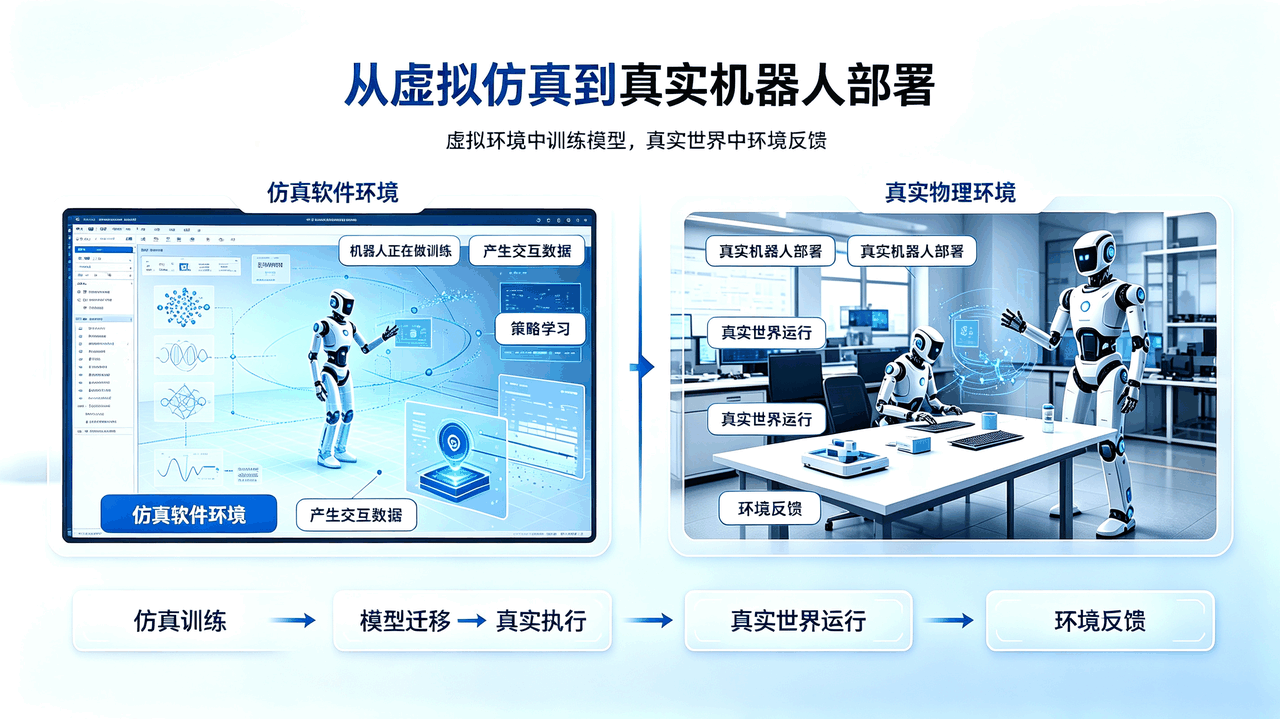 从虚拟仿真到真实机器人部署
虚拟环境中训练模型，真实世界中环境反馈
仿真软件环境
机器人正在做训练
产生交互数据
策略学习
仿真软件环境
产生交互数据
真实物理环境
真实机器人部署
真实机器人部署
真实世界运行
真实世界运行
环境反馈
仿真训练
模型迁移
真实执行
真实世界运行
环境反馈